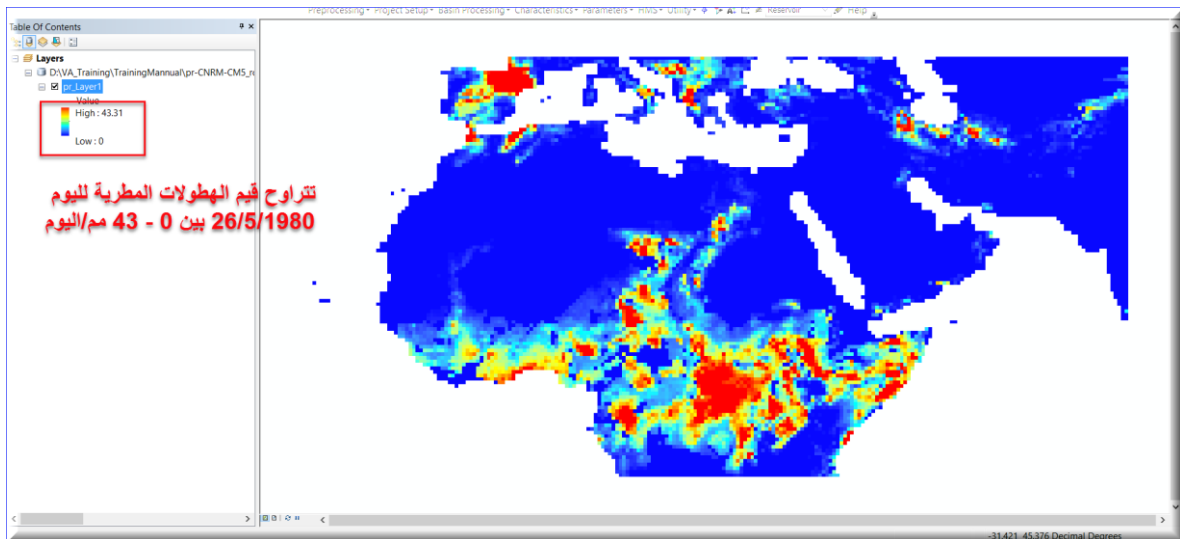 Preprocessing Project Setup Basin Processing Characteristics Parameters HMS Utility Reservoir Help
Table Of Contents
Layers
D:\VA_Training\TrainingMannual\pr-CNRM-CM5_r
pr_Layer1
Value
High : 43.31
Low : 0
تتراوح قيم الهطولات المطرية لليوم
26/5/1980 بين 0 - 43 مم/اليوم
-31.421 45.376 Decimal Degrees